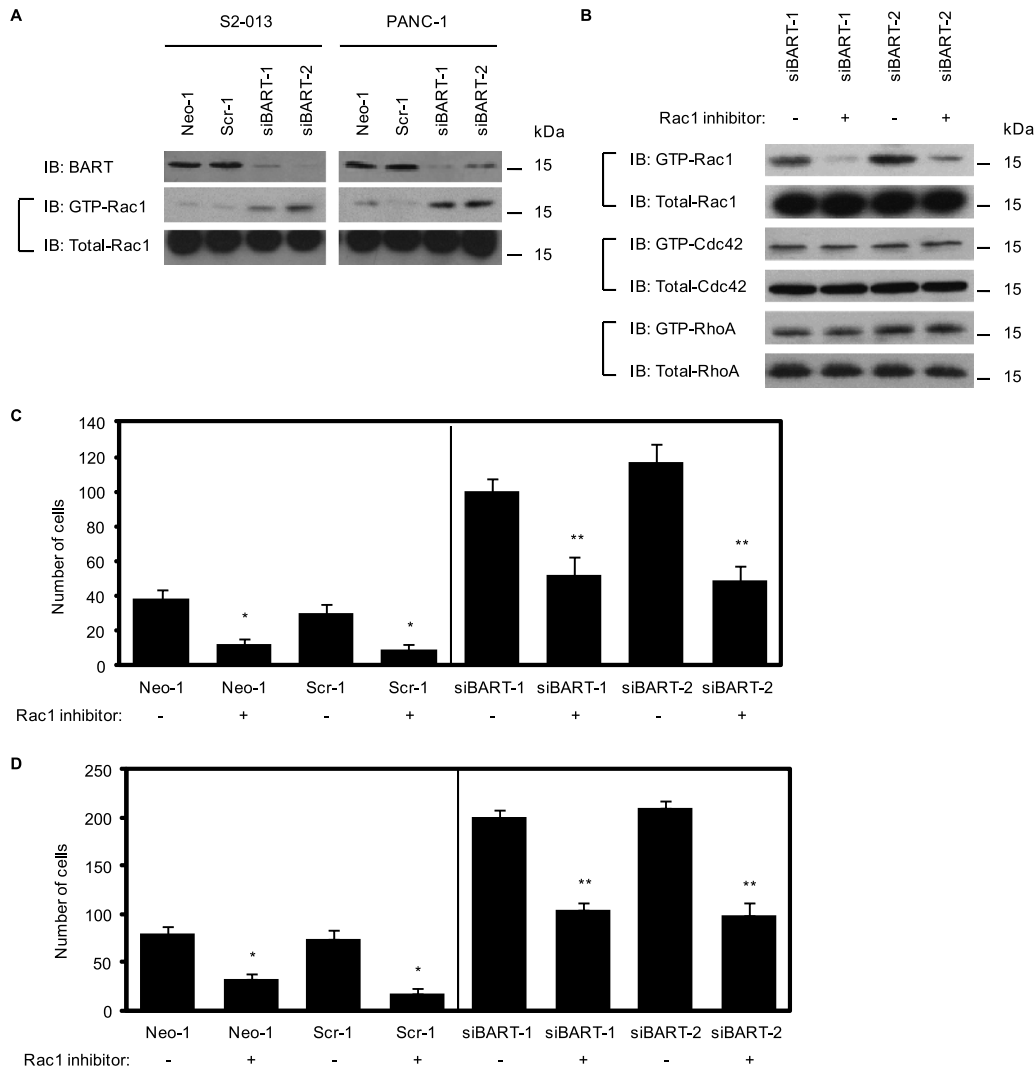 A
S2-013
PANC-1
Neo-1 Scr-1 siBART-1 siBART-2 Neo-1 Scr-1 siBART-1 siBART-2
kDa
IB: BART 15
IB: GTP-Rac1 15
IB: Total-Rac1 15
B
siBART-1 siBART-1 siBART-2 siBART-2
Rac1 inhibitor: - + - + kDa
IB: GTP-Rac1 15
IB: Total-Rac1 15
IB: GTP-Cdc42 15
IB: Total-Cdc42 15
IB: GTP-RhoA 15
IB: Total-RhoA 15
C
Number of cells
140
120
100
80
60
40
20
0
* * ** **
Neo-1 Neo-1 Scr-1 Scr-1 siBART-1 siBART-1 siBART-2 siBART-2
Rac1 inhibitor: - + - + - + - +
D
Number of cells
250
200
150
100
50
0
* * ** **
Neo-1 Neo-1 Scr-1 Scr-1 siBART-1 siBART-1 siBART-2 siBART-2
Rac1 inhibitor: - + - + - + - +